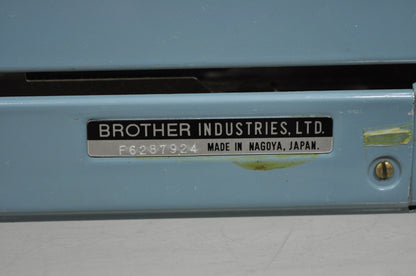 BROTHER INDUSTRIES, LTD.
F6287924 MADE IN NAGOYA, JAPAN.